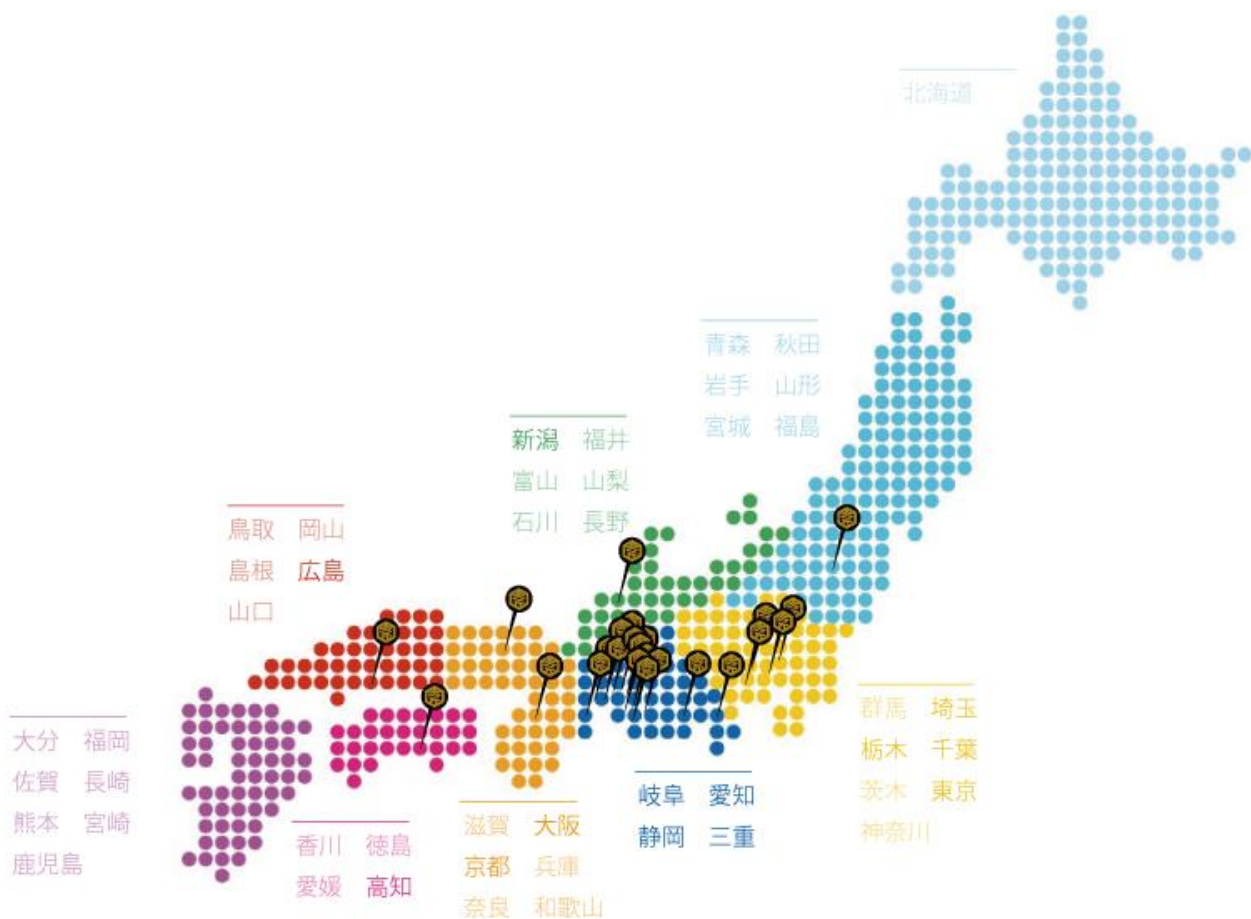 北海道
青森 秋田
岩手 山形
宮城 福島
新潟 福井
富山 山梨
石川 長野
鳥取 岡山
島根 広島
山口
群馬 埼玉
栃木 千葉
茨木 東京
神奈川
大分 福岡
佐賀 長崎
熊本 宮崎
鹿児島
岐阜 愛知
静岡 三重
滋賀 大阪
京都 兵庫
奈良 和歌山
香川 徳島
愛媛 高知